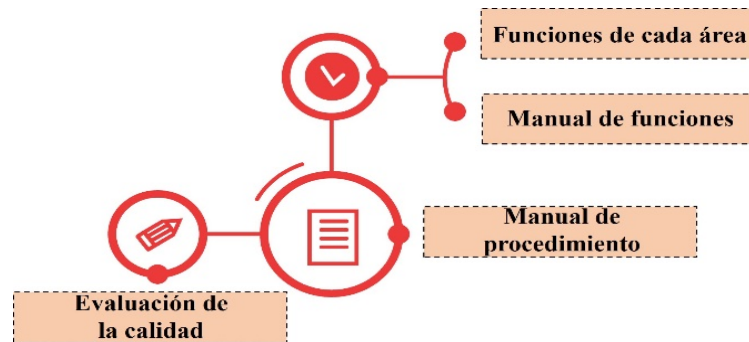 Funciones de cada área
Manual de funciones
Manual de
procedimiento
Evaluación de
la calidad